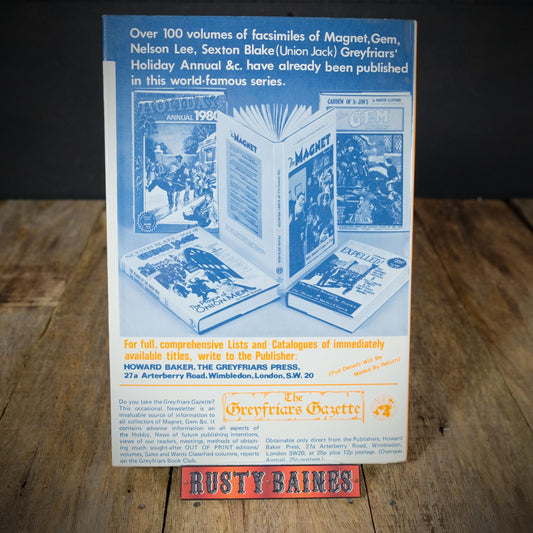 Over 100 volumes of facsimiles of Magnet, Gem,
Nelson Lee, Sexton Blake (Union Jack) Greyfriars'
Holiday Annual &c. have already been published
in this world-famous series.
HOLIDAY
ANNUAL 1980
The MAGNET
The MAGNET
GEM
UNION MEN
EXPELLED!
For full, comprehensive Lists and Catalogues of immediately
available titles, write to the Publisher:
HOWARD BAKER, THE GREYFRIARS PRESS,
27a Arterberry Road, Wimbledon, London, S.W. 20
(Full Details Will Be
Mailed By Return)
The
Greyfriars Gazette
Do you take the Greyfriars Gazette?
This occasional Newsletter is an
invaluable source of information to
all collectors of Magnet, Gem &c. It
contains advance information on all aspects of
the Hobby, News of future publishing intentions,
views of our readers, meetings, methods of obtain-
ing much sought-after OUT OF PRINT editions/
volumes, Sales and Wants Classified columns, reports
on the Greyfriars Book Club.
Obtainable only direct from the Publishers, Howard
Baker Press, 27a Arterberry Road, Wimbledon,
London SW20, at 25p plus 12p postage. (Overseas
Airmail, 25p postage.)
RUSTY BAINES